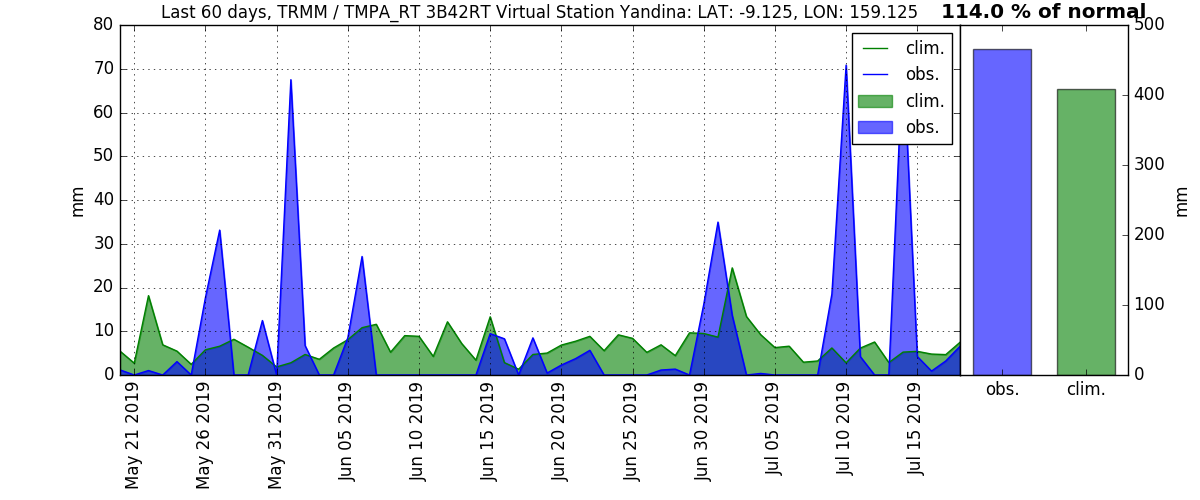 Last 60 days, TRMM / TMPA_RT 3B42RT Virtual Station Yandina: LAT: -9.125, LON: 159.125
114.0 % of normal
80
70
60
50
40
30
20
10
0
mm
clim.
obs.
clim.
obs.
May 21 2019
May 26 2019
May 31 2019
Jun 05 2019
Jun 10 2019
Jun 15 2019
Jun 20 2019
Jun 25 2019
Jun 30 2019
Jul 05 2019
Jul 10 2019
Jul 15 2019
500
400
300
200
100
0
mm
obs.
clim.